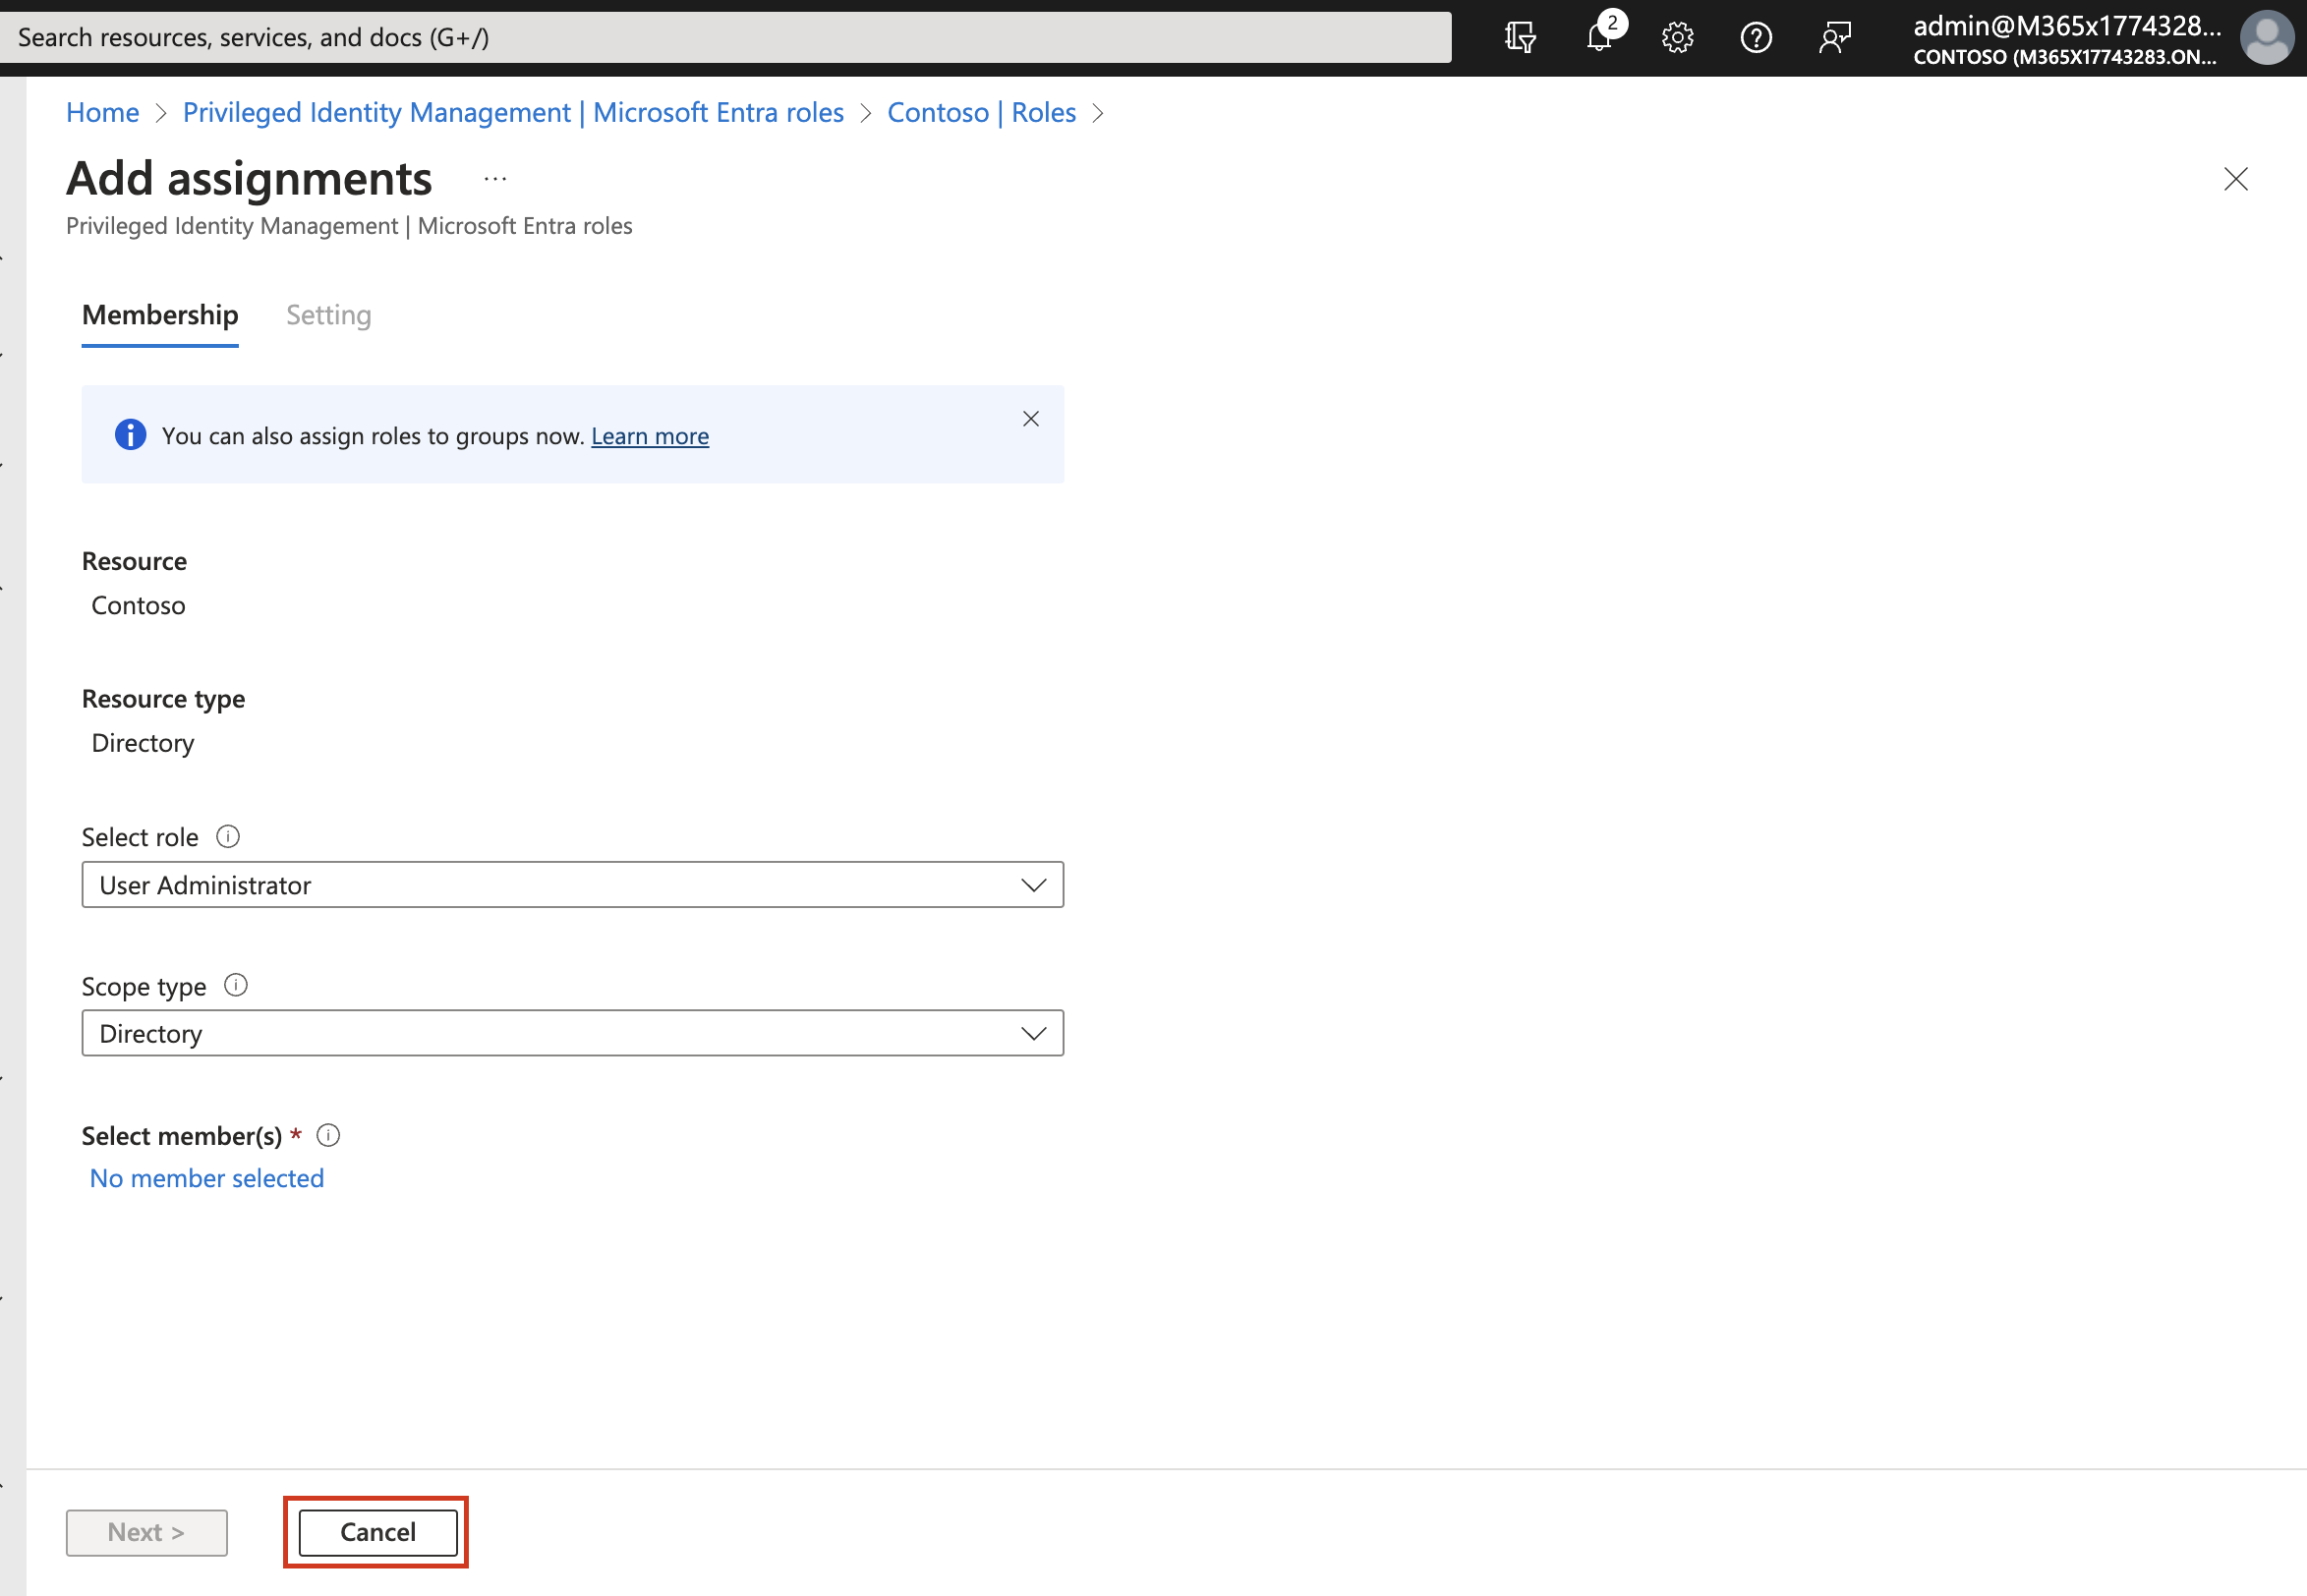 Search resources, services, and docs (G+/)
2
admin@M365x1774328...
CONTOSO (M365X17743283.ON...
Home > Privileged Identity Management | Microsoft Entra roles > Contoso | Roles >
Add assignments ...
Privileged Identity Management | Microsoft Entra roles
Membership Setting
You can also assign roles to groups now. Learn more
Resource
Contoso
Resource type
Directory
Select role
User Administrator
Scope type
Directory
Select member(s) *
No member selected
Next > Cancel